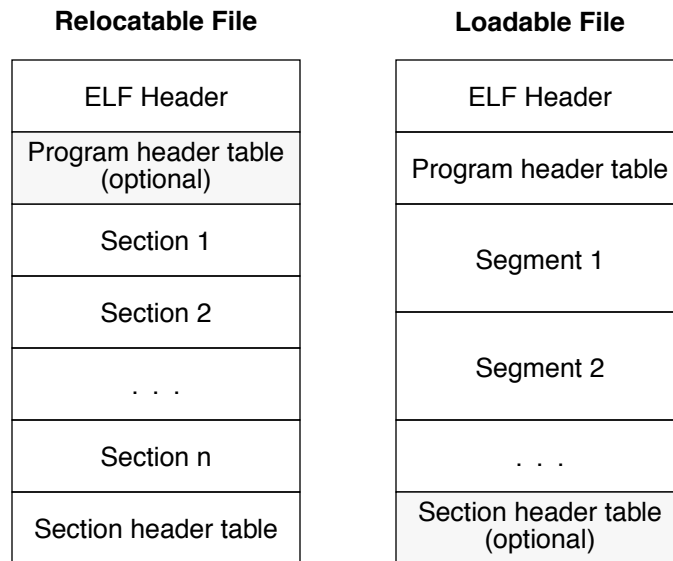 Relocatable File
ELF Header
Program header table
(optional)
Section 1
Section 2
. . .
Section n
Section header table
Loadable File
ELF Header
Program header table
Segment 1
Segment 2
. . .
Section header table
(optional)